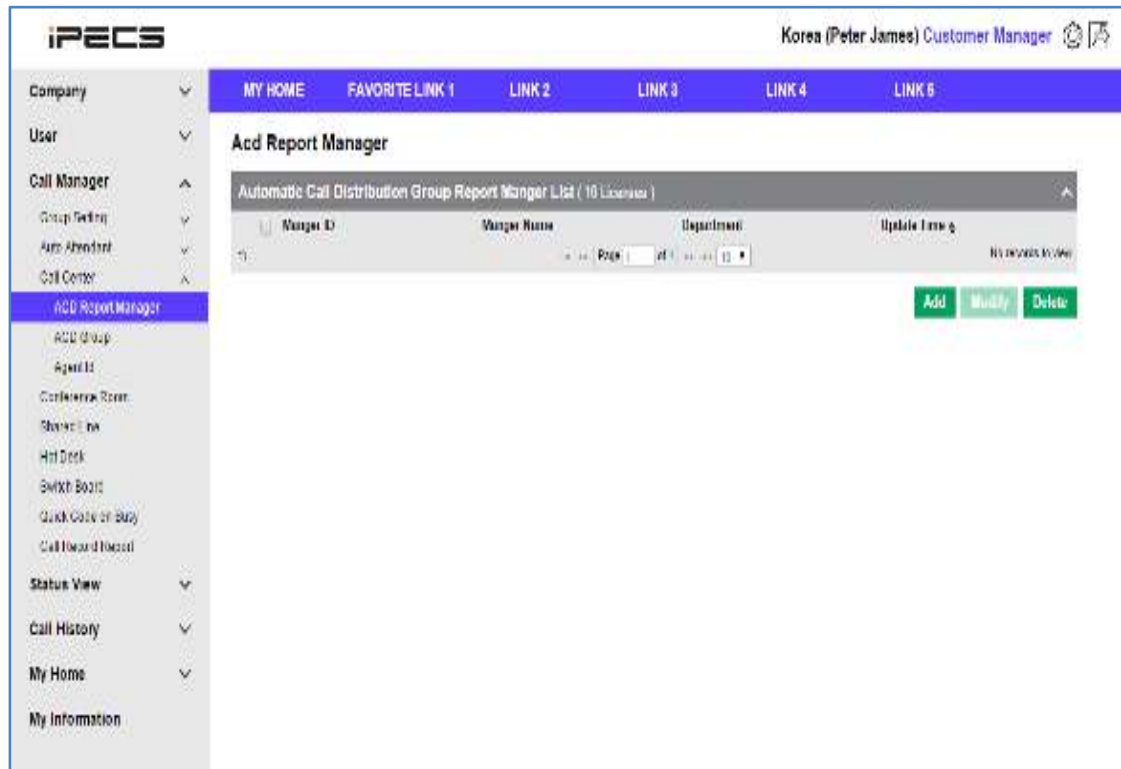 iPECS
Korea (Peter James) Customer Manager
MY HOME FAVORITE LINK 1 LINK 2 LINK 3 LINK 4 LINK 5
Company
User
Call Manager
Group Setting
Auto Attendant
Call Center
ACD Report Manager
ACD Group
Agent Id
Conference Room
Shared Line
Hot Desk
Switch Board
Quick Code on Busy
Call Record Report
Status View
Call History
My Home
My Information
Acd Report Manager
Automatic Call Distribution Group Report Manger List ( 10 Licenses )
Manger ID Manger Name Department Update Time
Page 1 of 1 10 No records to view
Add Modify Delete